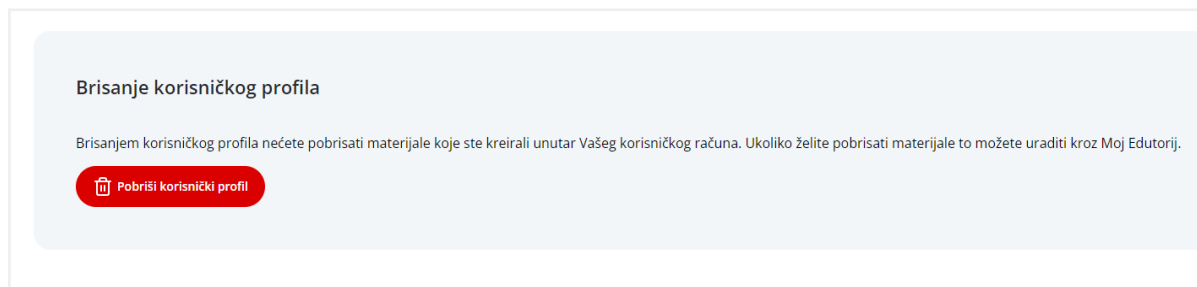 Brisanje korisničkog profila
Brisanjem korisničkog profila nećete pobrisati materijale koje ste kreirali unutar Vašeg korisničkog računa. Ukoliko želite pobrisati materijale to možete uraditi kroz Moj Edutorij.
Pobriši korisnički profil